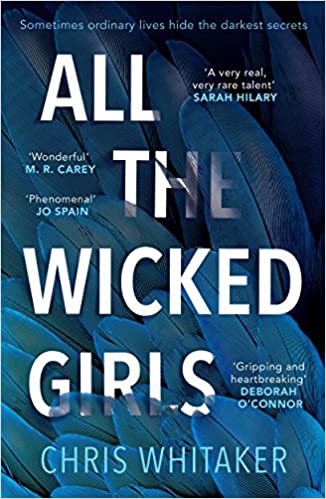 Sometimes ordinary lives hide the darkest secrets
ALL
'A very real,
very rare talent'
SARAH HILARY
'Wonderful'
M. R. CAREY
THE
'Phenomenal'
JO SPAIN
WICKED
GIRLS
'Gripping and
heartbreaking'
DEBORAH
O'CONNOR
CHRIS WHITAKER